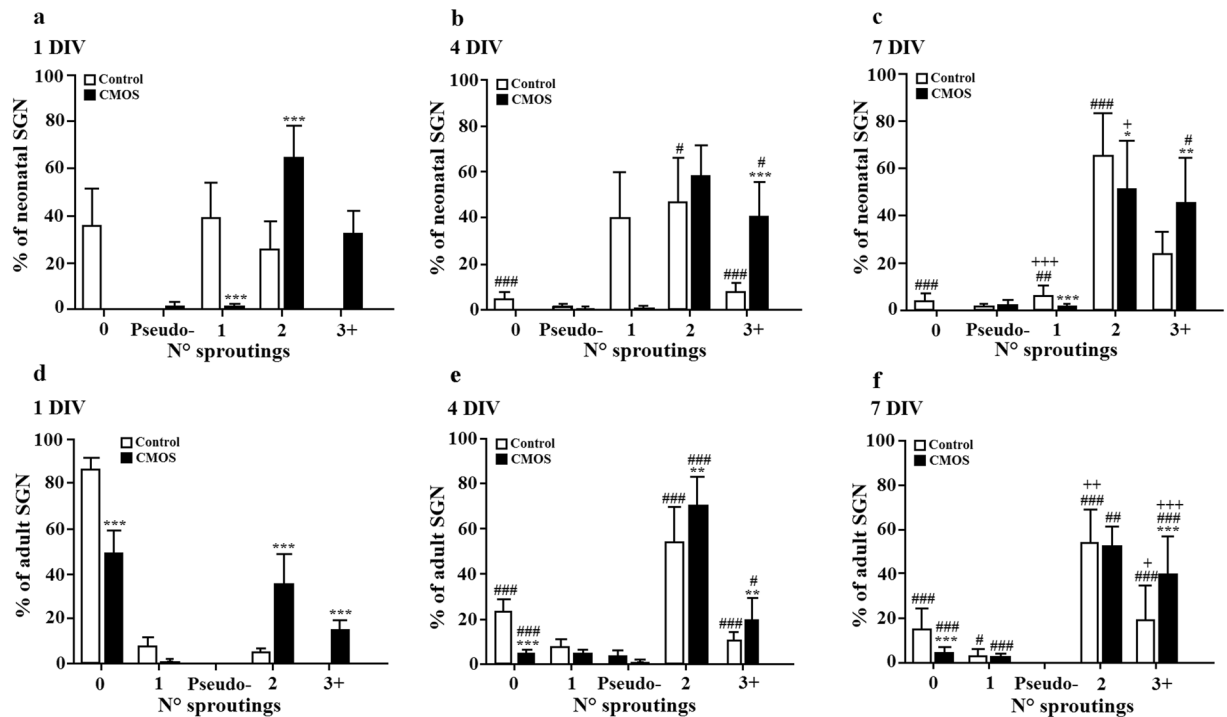 a
1 DIV
% of neonatal SGN
100
80
60
40
20
0
Control
CMOS
***
***
0 Pseudo- 1 2 3+
N° sproutings
b
4 DIV
% of neonatal SGN
100
80
60
40
20
0
Control
CMOS
###
#
###
#
***
0 Pseudo- 1 2 3+
N° sproutings
c
7 DIV
% of neonatal SGN
100
80
60
40
20
0
Control
CMOS
###
+++
##
***
###
+
*
#
**
0 Pseudo- 1 2 3+
N° sproutings
d
1 DIV
% of adult SGN
100
80
60
40
20
0
Control
CMOS
***
***
***
0 1 Pseudo- 2 3+
N° sproutings
e
4 DIV
% of adult SGN
100
80
60
40
20
0
Control
CMOS
###
###
***
###
###
**
###
#
**
0 1 Pseudo- 2 3+
N° sproutings
f
7 DIV
% of adult SGN
100
80
60
40
20
0
Control
CMOS
###
###
***
#
###
++
###
##
+
###
+++
###
***
0 1 Pseudo- 2 3+
N° sproutings